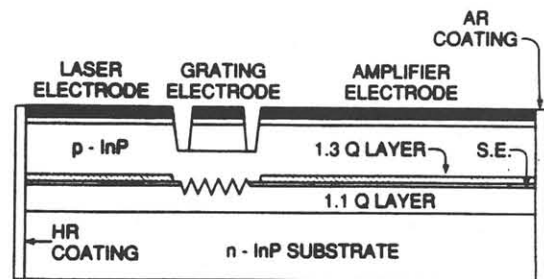 AR
COATING
LASER
ELECTRODE
GRATING
ELECTRODE
AMPLIFIER
ELECTRODE
p - InP
1.3 Q LAYER
S.E.
1.1 Q LAYER
HR
COATING
n - InP SUBSTRATE